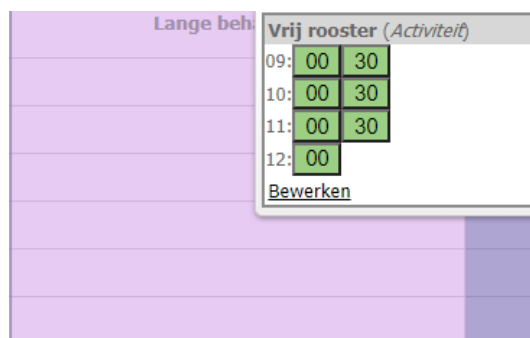 Lange beh
Vrij rooster (Activiteit)
09: 00 30
10: 00 30
11: 00 30
12: 00
Bewerken